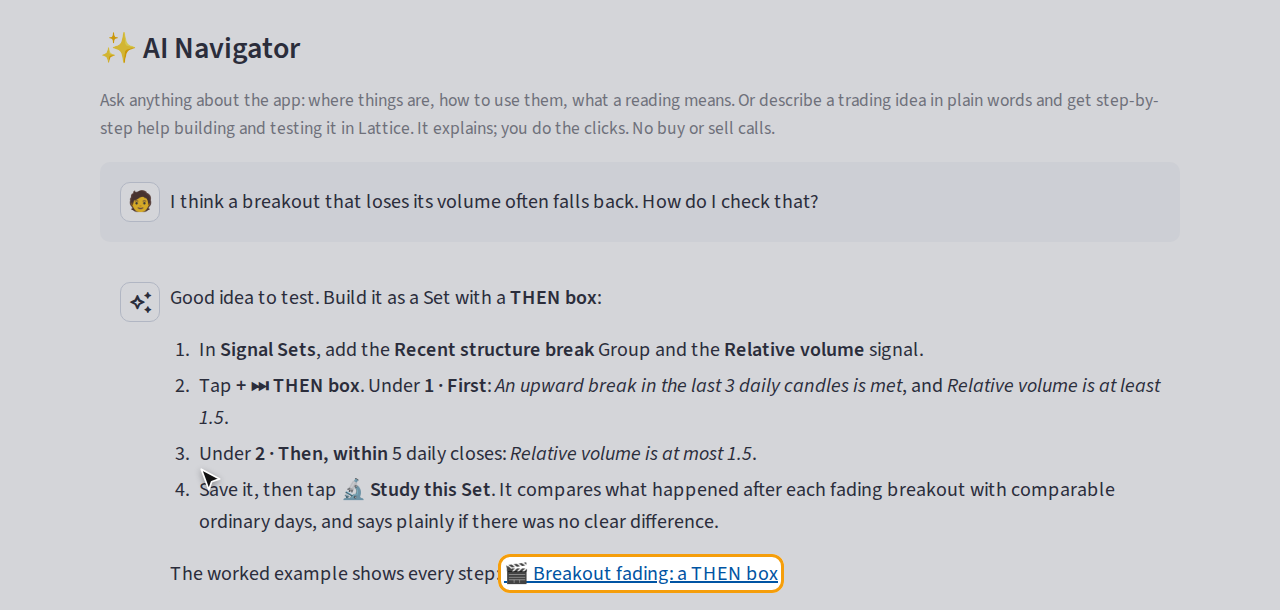 ✨ AI Navigator
Ask anything about the app: where things are, how to use them, what a reading means. Or describe a trading idea in plain words and get step-by-
step help building and testing it in Lattice. It explains; you do the clicks. No buy or sell calls.
I think a breakout that loses its volume often falls back. How do I check that?
Good idea to test. Build it as a Set with a THEN box:
1. In Signal Sets, add the Recent structure break Group and the Relative volume signal.
2. Tap + ⏭ THEN box. Under 1 · First: An upward break in the last 3 daily candles is met, and Relative volume is at least
1.5.
3. Under 2 · Then, within 5 daily closes: Relative volume is at most 1.5.
4. Save it, then tap 🔬 Study this Set. It compares what happened after each fading breakout with comparable
ordinary days, and says plainly if there was no clear difference.
The worked example shows every step: 🎬 Breakout fading: a THEN box